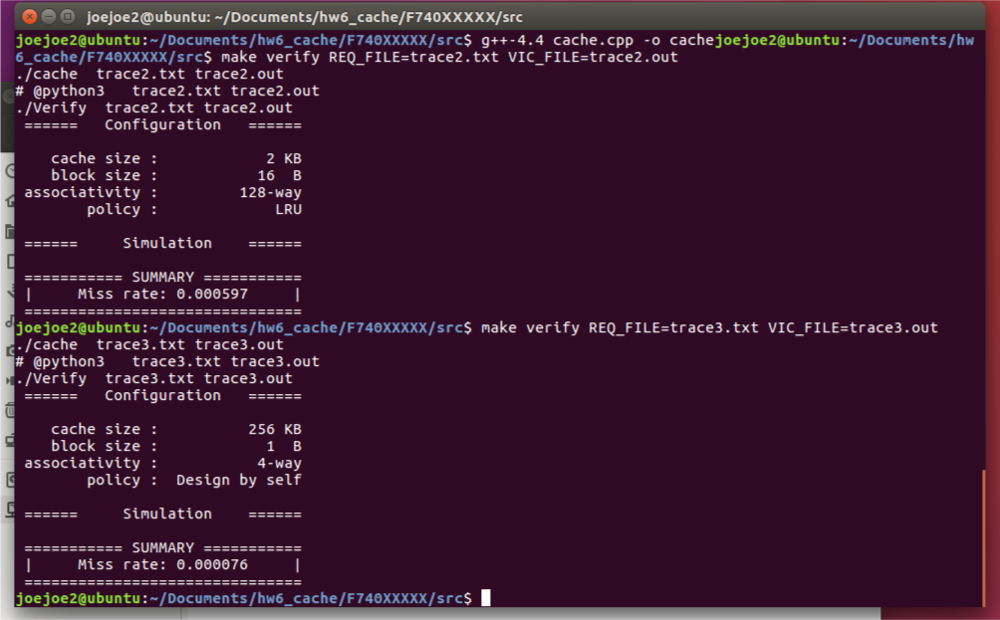 joejoe2@ubuntu: ~/Documents/hw6_cache/F740XXXXX/src
joejoe2@ubuntu:~/Documents/hw6_cache/F740XXXXX/src$ g++-4.4 cache.cpp -o cachejoejoe2@ubuntu:~/Documents/hw
6_cache/F740XXXXX/src$ make verify REQ_FILE=trace2.txt VIC_FILE=trace2.out
./cache  trace2.txt trace2.out
# @python3   trace2.txt trace2.out
./Verify  trace2.txt trace2.out
 ======   Configuration   ======
    cache size :            2 KB
    block size :           16  B
 associativity :         128-way
        policy :             LRU
 ======     Simulation    ======
 =========== SUMMARY ===========
 |     Miss rate: 0.000597     |
 ===============================
joejoe2@ubuntu:~/Documents/hw6_cache/F740XXXXX/src$ make verify REQ_FILE=trace3.txt VIC_FILE=trace3.out
./cache  trace3.txt trace3.out
# @python3   trace3.txt trace3.out
./Verify  trace3.txt trace3.out
 ======   Configuration   ======
    cache size :          256 KB
    block size :            1  B
 associativity :           4-way
        policy :  Design by self
 ======     Simulation    ======
 =========== SUMMARY ===========
 |     Miss rate: 0.000076     |
 ===============================
joejoe2@ubuntu:~/Documents/hw6_cache/F740XXXXX/src$